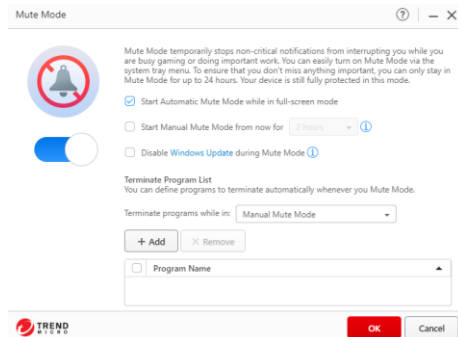 Mute Mode
Mute Mode temporarily stops non-critical notifications from interrupting you while you
are busy gaming or doing important work. You can easily turn on Mute Mode via the
system tray menu. To ensure that you don't miss anything important, you can only stay in
Mute Mode for up to 24 hours. Your device is still fully protected in this mode.
Start Automatic Mute Mode while in full-screen mode
Start Manual Mute Mode from now for 2 hours
Disable Windows Update during Mute Mode
Terminate Program List
You can define programs to terminate automatically whenever you Mute Mode.
Terminate programs while in: Manual Mute Mode
+ Add × Remove
Program Name
TREND
MICRO
OK Cancel